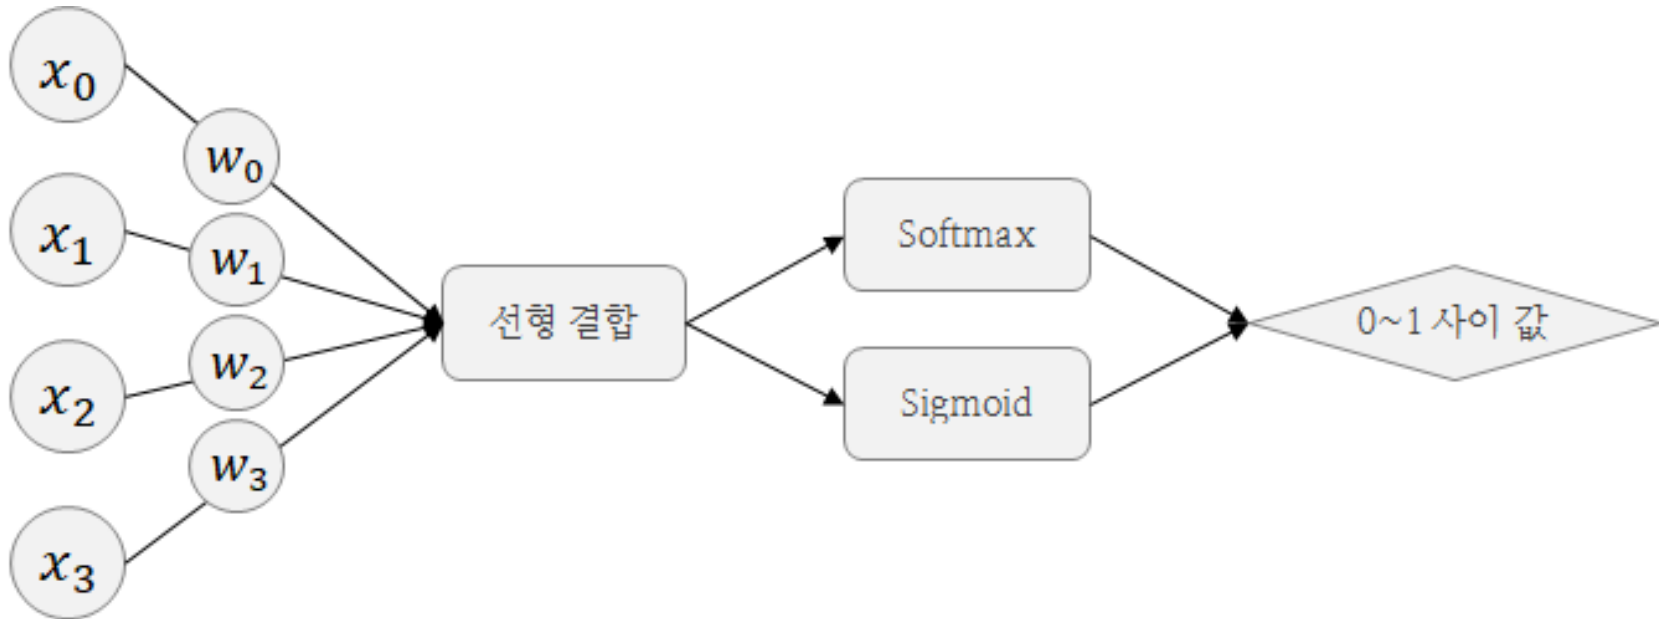 x₀
w₀
x₁
w₁
x₂
w₂
x₃
w₃
선형 결합
Softmax
Sigmoid
0~1 사이 값